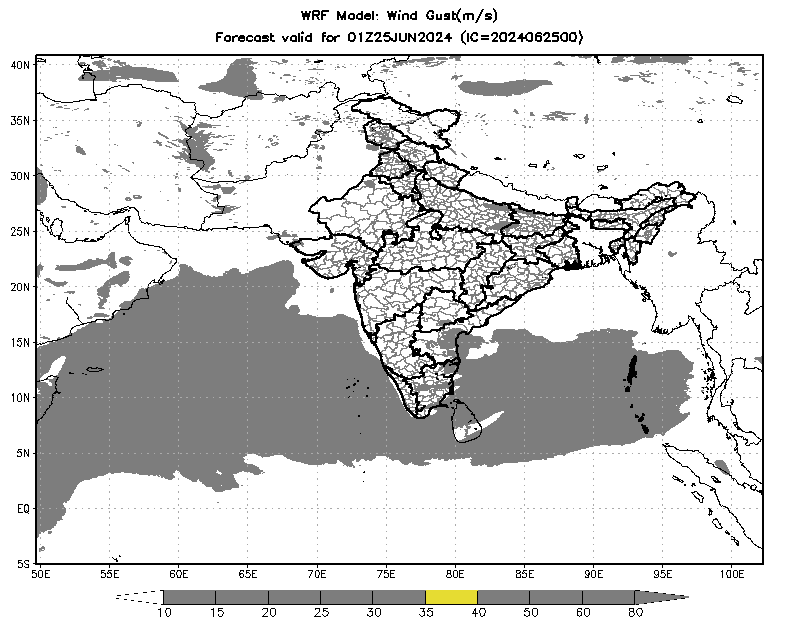 WRF Model: Wind Gust(m/s)
Forecast valid for 01Z25JUN2024 (IC=2024062500)
40N
35N
30N
25N
20N
15N
10N
5N
EQ
5S
50E 55E 60E 65E 70E 75E 80E 85E 90E 95E 100E
10 15 20 25 30 35 40 50 60 80